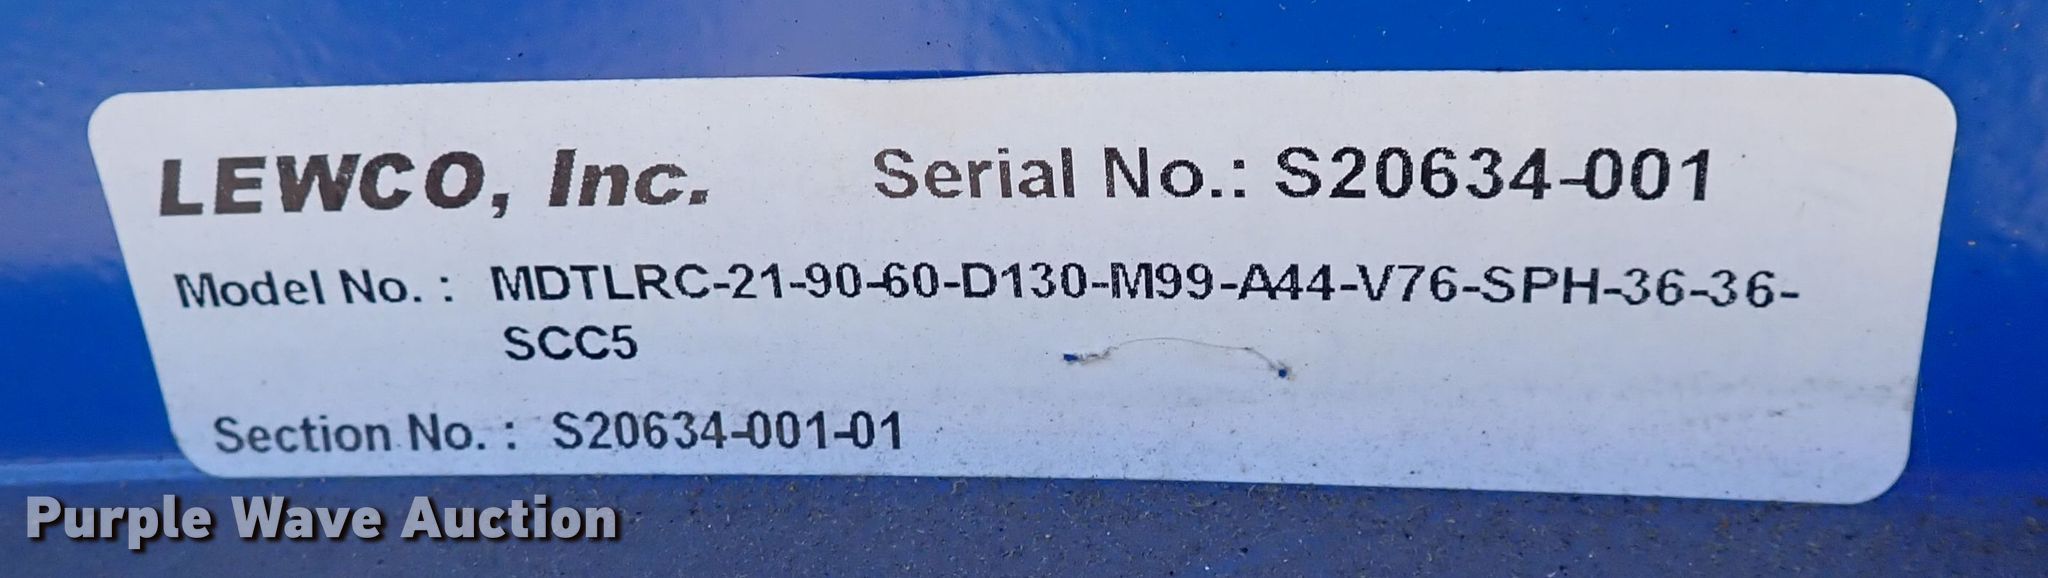 LEWCO, Inc. Serial No.: S20634-001
Model No. : MDTLRC-21-90-60-D130-M99-A44-V76-SPH-36-36-
SCC5
Section No. : S20634-001-01
Purple Wave Auction